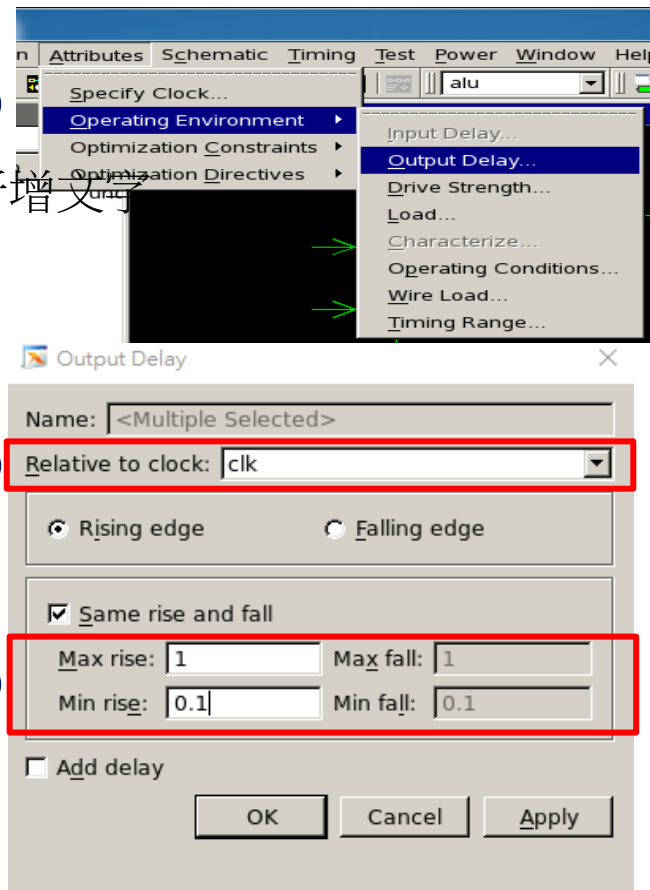 n Attributes Schematic Timing Test Power Window Help
Specify Clock...
alu
Operating Environment
Input Delay...
Optimization Constraints
Output Delay...
Optimization Directives
增文字
Drive Strength...
Load...
Characterize...
Operating Conditions...
Wire Load...
Timing Range...
Output Delay
Name: <Multiple Selected>
Relative to clock: clk
Rising edge Falling edge
Same rise and fall
Max rise: 1 Max fall: 1
Min rise: 0.1 Min fall: 0.1
Add delay
OK Cancel Apply